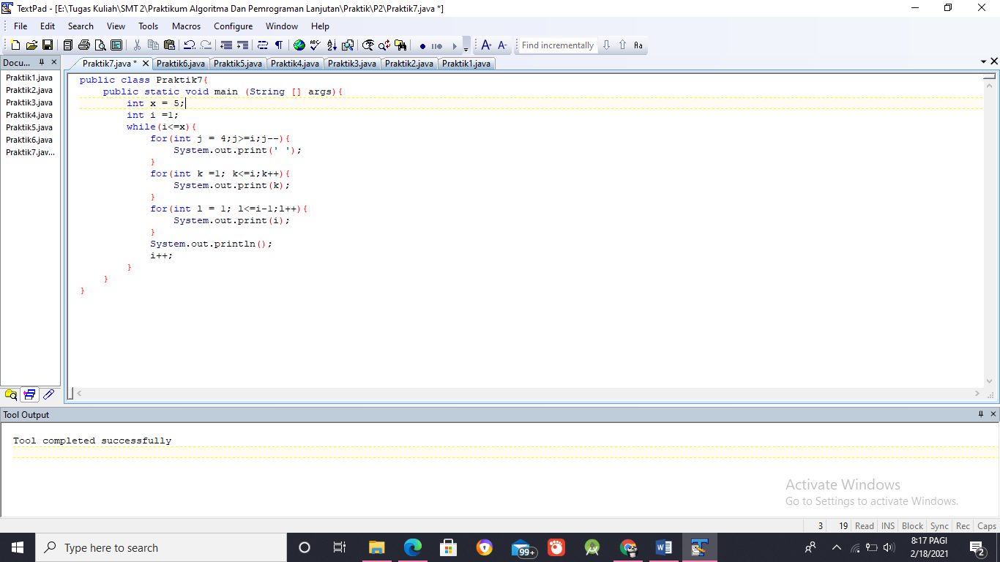 TextPad - [E:\Tugas Kuliah\SMT 2\Praktikum Algoritma Dan Pemrograman Lanjutan\Praktik\P2\Praktik7.java *]
File Edit Search View Tools Macros Configure Window Help
Find incrementally
Docu...
Praktik7.java * Praktik6.java Praktik5.java Praktik4.java Praktik3.java Praktik2.java Praktik1.java
Praktik1.java
Praktik2.java
Praktik3.java
Praktik4.java
Praktik5.java
Praktik6.java
Praktik7.jav...
public class Praktik7{
    public static void main (String [] args){
        int x = 5;
        int i =1;
        while(i<=x){
            for(int j = 4;j>=i;j--){
                System.out.print(' ');
            }
            for(int k =1; k<=i;k++){
                System.out.print(k);
            }
            for(int l = 1; l<=i-1;l++){
                System.out.print(i);
            }
            System.out.println();
            i++;
        }
    }
}
Tool Output
Tool completed successfully
Activate Windows
Go to Settings to activate Windows.
3 19 Read INS Block Sync Rec Caps
Type here to search
99+
8:17 PAGI
2/18/2021
2